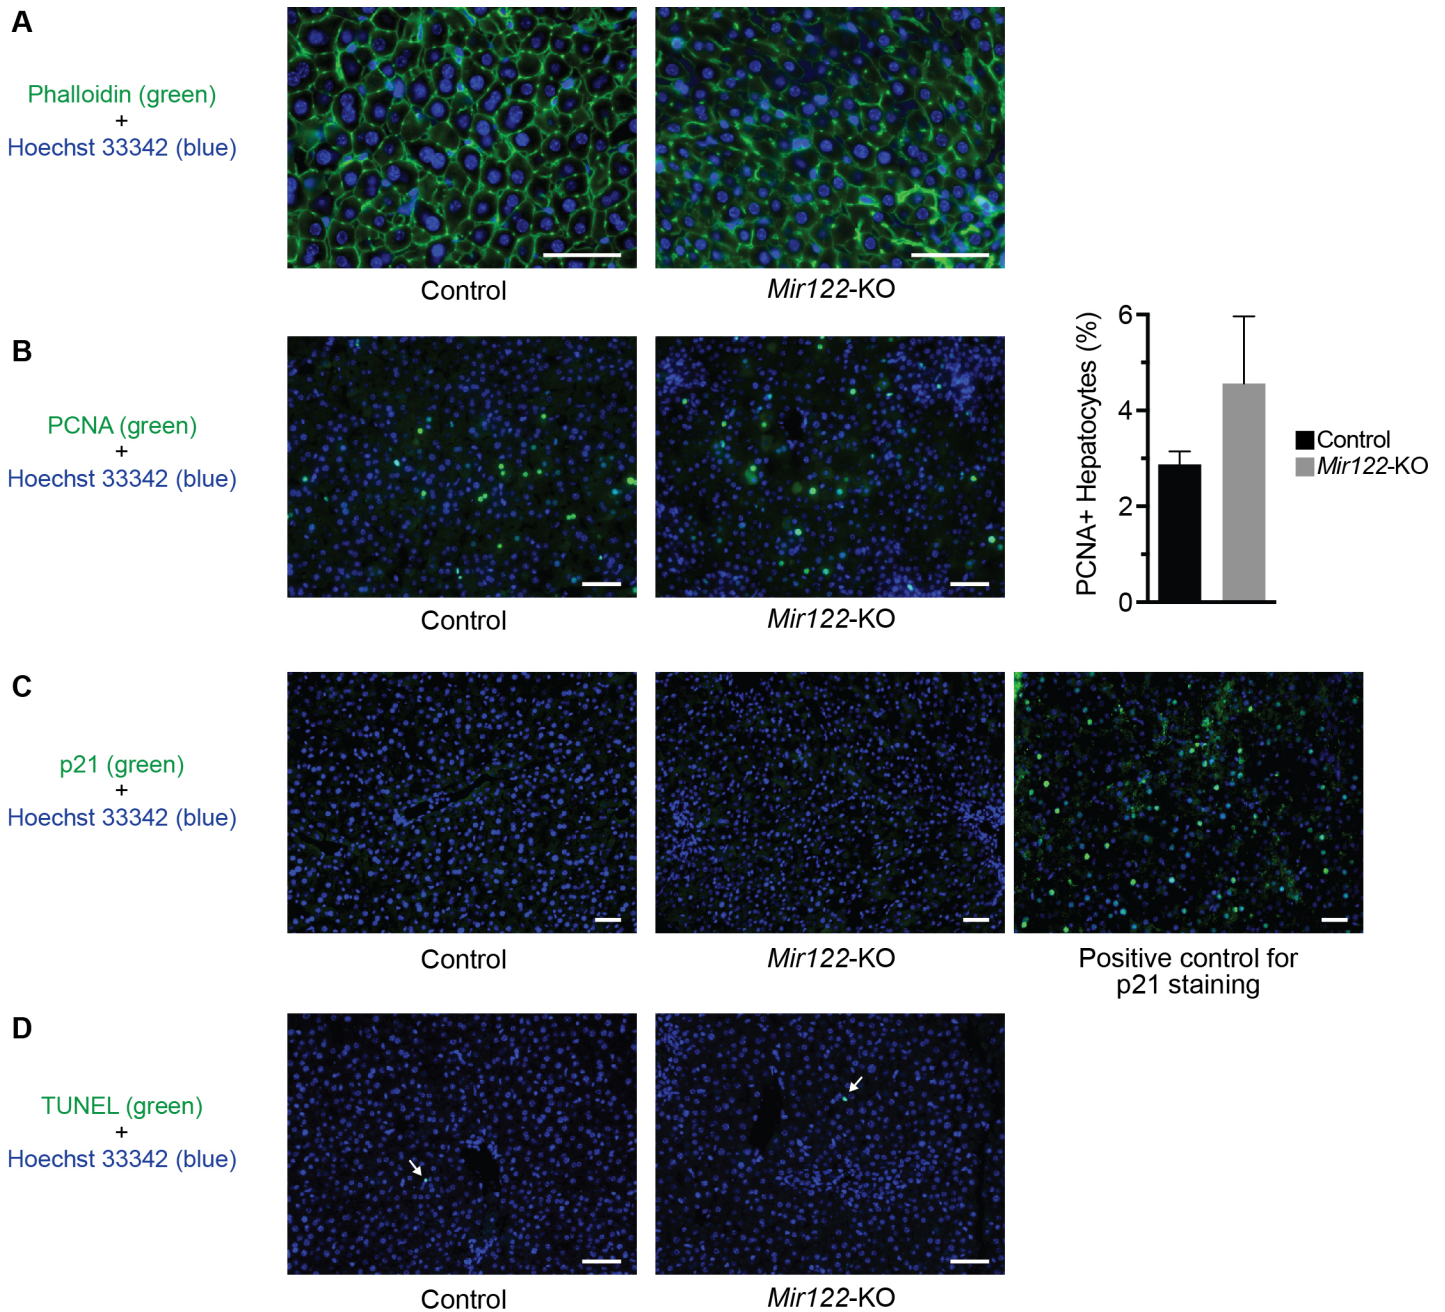 A
Phalloidin (green)
+
Hoechst 33342 (blue)
Control
Mir122-KO
B
PCNA (green)
+
Hoechst 33342 (blue)
Control
Mir122-KO
PCNA+ Hepatocytes (%)
6
4
2
0
Control
Mir122-KO
C
p21 (green)
+
Hoechst 33342 (blue)
Control
Mir122-KO
Positive control for
p21 staining
D
TUNEL (green)
+
Hoechst 33342 (blue)
Control
Mir122-KO